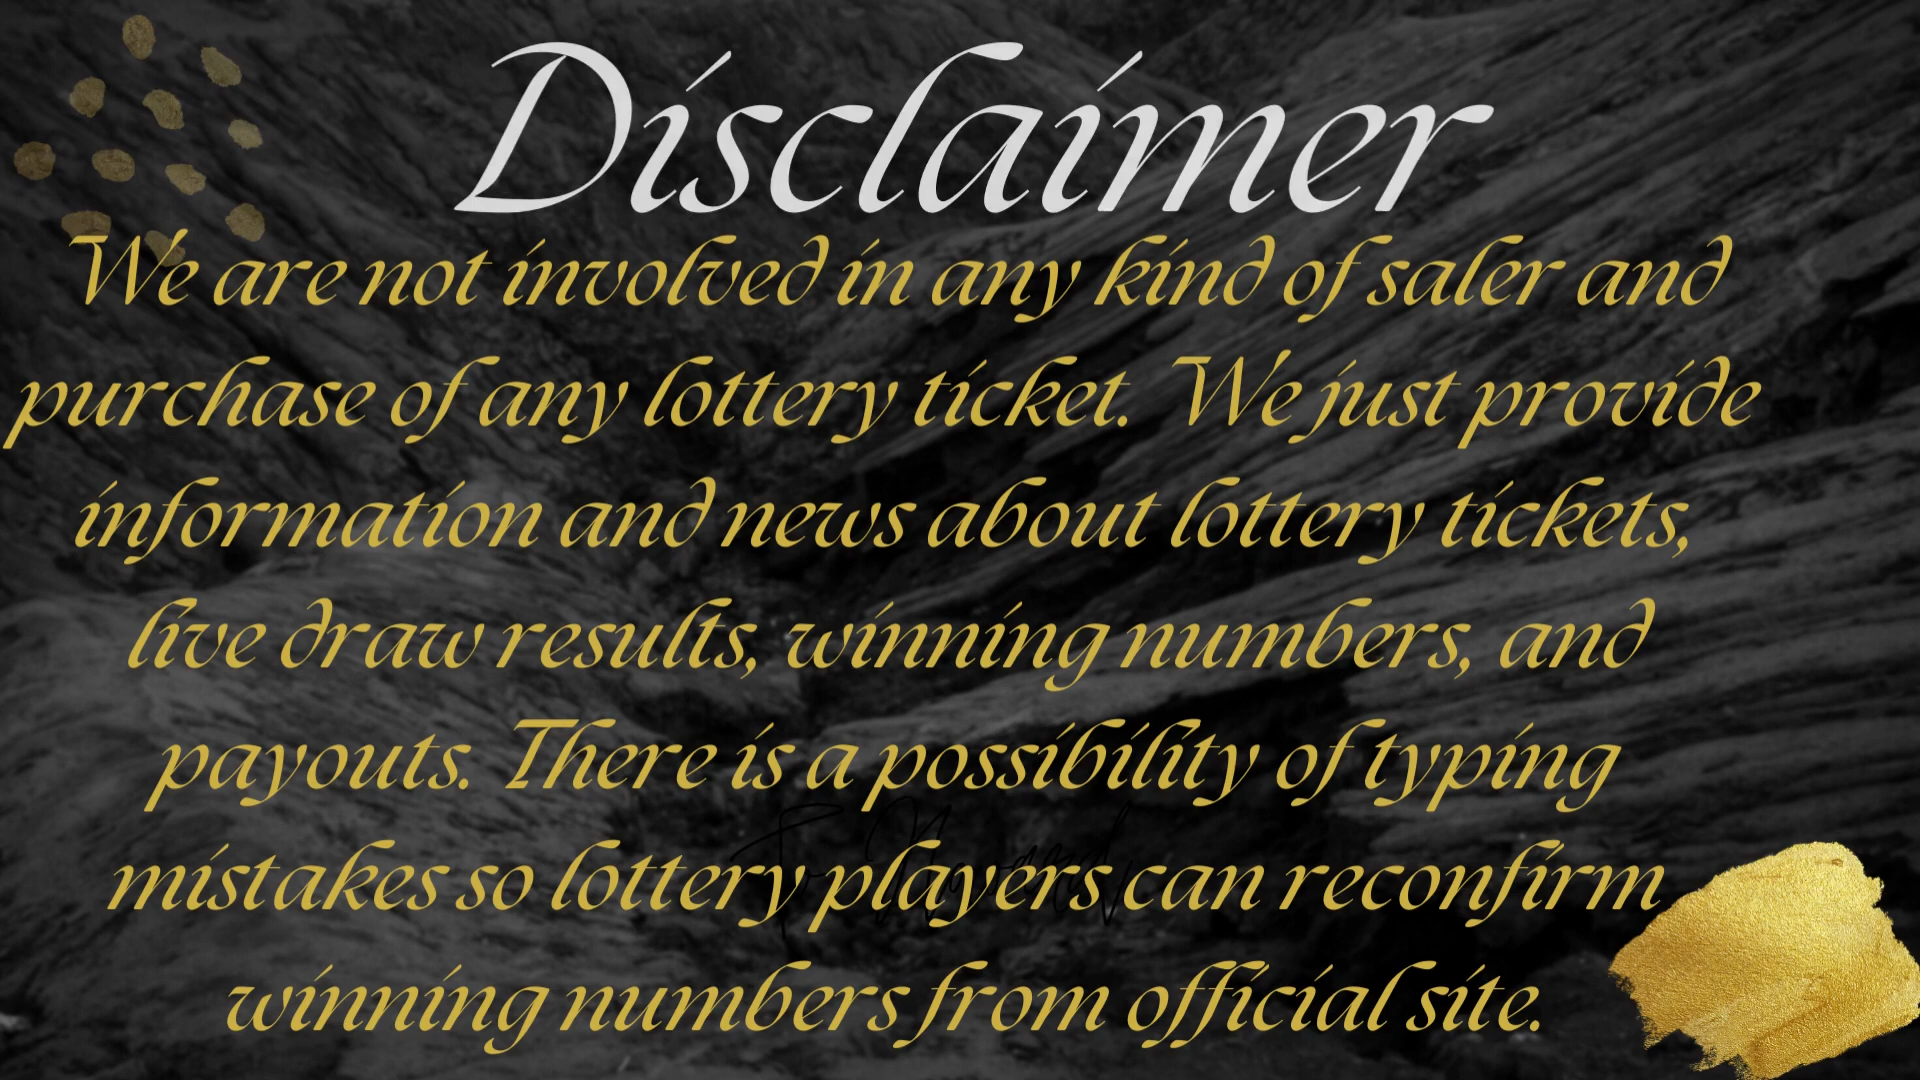 Disclaimer
We are not involved in any kind of saler and
purchase of any lottery ticket. We just provide
information and news about lottery tickets,
live draw results, winning numbers, and
payouts. There is a possibility of typing
mistakes so lottery players can reconfirm
winning numbers from official site.